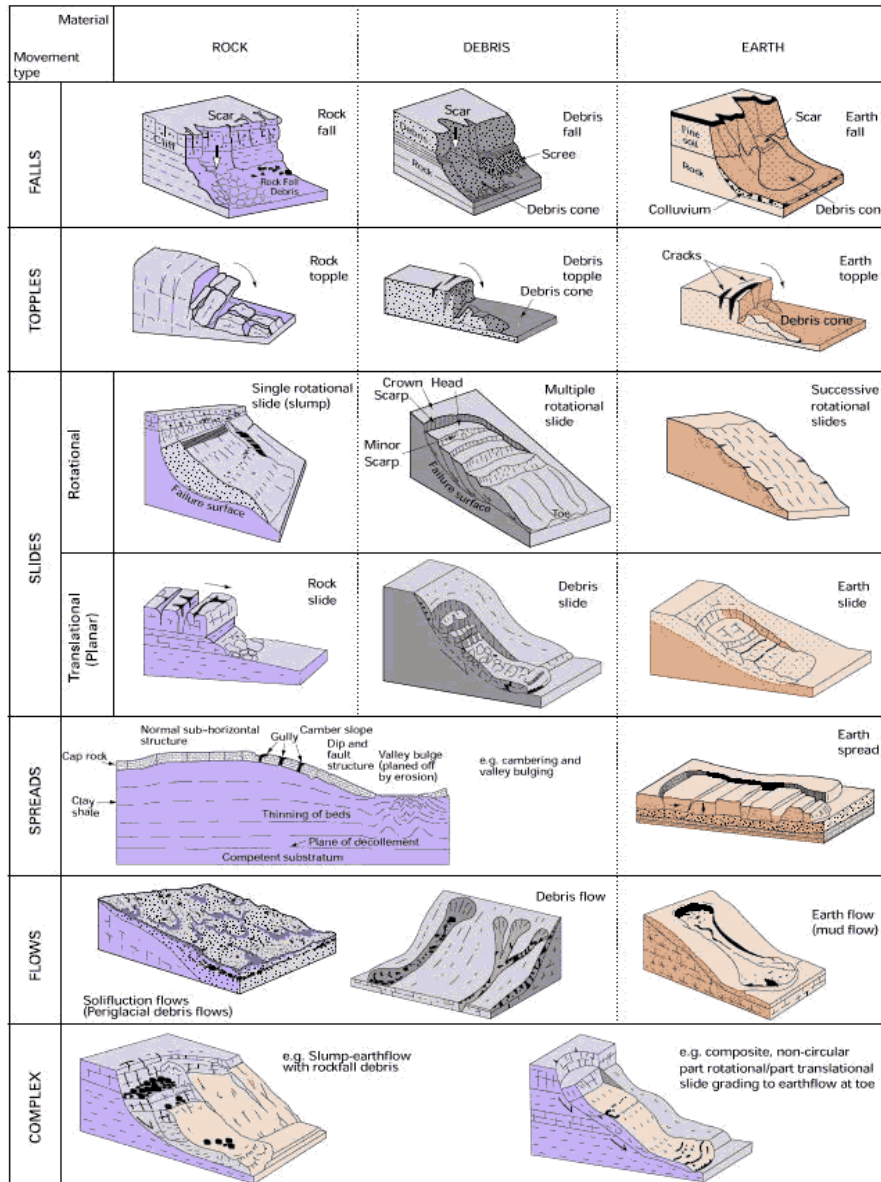 Material
Movement
type
ROCK
DEBRIS
EARTH
FALLS
Scar
Cliff
Rock Fall
Debris
Rock
fall
Scar
Debris
Rock
Debris
fall
Scree
Debris cone
Fine
soil
Rock
Colluvium
Earth
fall
Scar
Debris con
TOPPLES
Rock
topple
Debris
topple
Debris cone
Cracks
Earth
topple
Debris cone
SLIDES
Rotational
Single rotational
slide (slump)
Failure surface
Crown Head
Scarp
Minor
Scarp
Failure surface
Toe
Multiple
rotational
slide
Successive
rotational
slides
Translational
(Planar)
Rock
slide
Debris
slide
Earth
slide
SPREADS
Normal sub-horizontal
structure
Gully
Camber slope
Dip and
fault
structure
Valley bulge
(planed off
by erosion)
Cap rock
Clay
shale
Thinning of beds
Plane of decollement
Competent substratum
e.g. cambering and
valley bulging
Earth
spread
FLOWS
Solifluction flows
(Periglacial debris flows)
Debris flow
Earth flow
(mud flow)
COMPLEX
e.g. Slump-earthflow
with rockfall debris
e.g. composite, non-circular
part rotational/part translational
slide grading to earthflow at toe